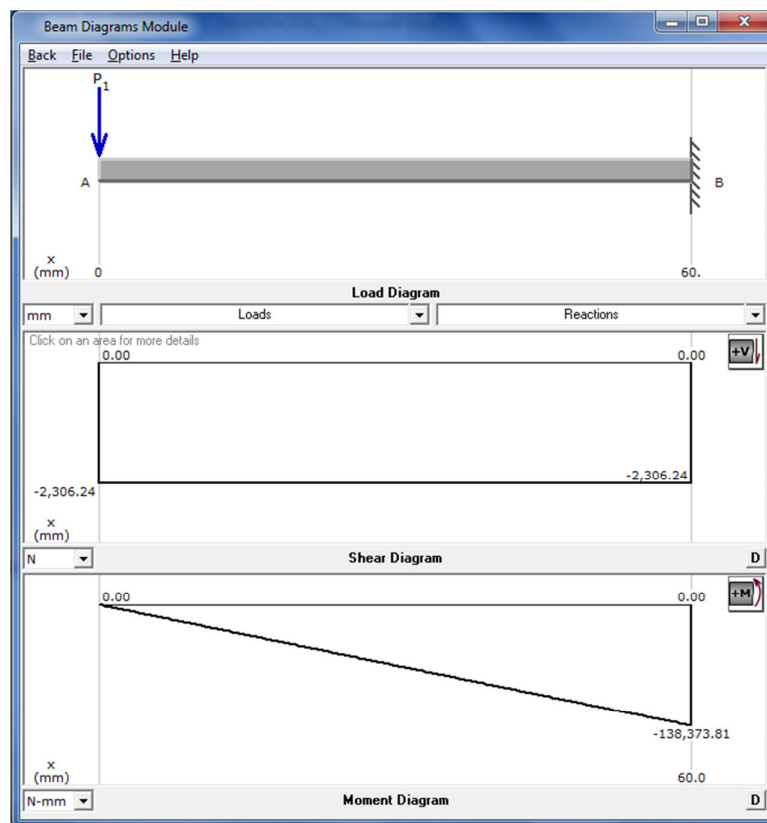 Beam Diagrams Module
Back File Options Help
P1
A
B
x
(mm) 0 60.
Load Diagram
mm Loads Reactions
Click on an area for more details
0.00 0.00 +V
-2,306.24
-2,306.24
x
(mm)
N Shear Diagram D
0.00 0.00 +M
-138,373.81
x
(mm) 60.0
N-mm Moment Diagram D